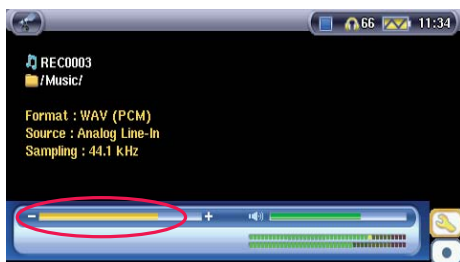 66 11:34
REC0003
/Music/
Format : WAV (PCM)
Source : Analog Line-In
Sampling : 44.1 kHz
- +